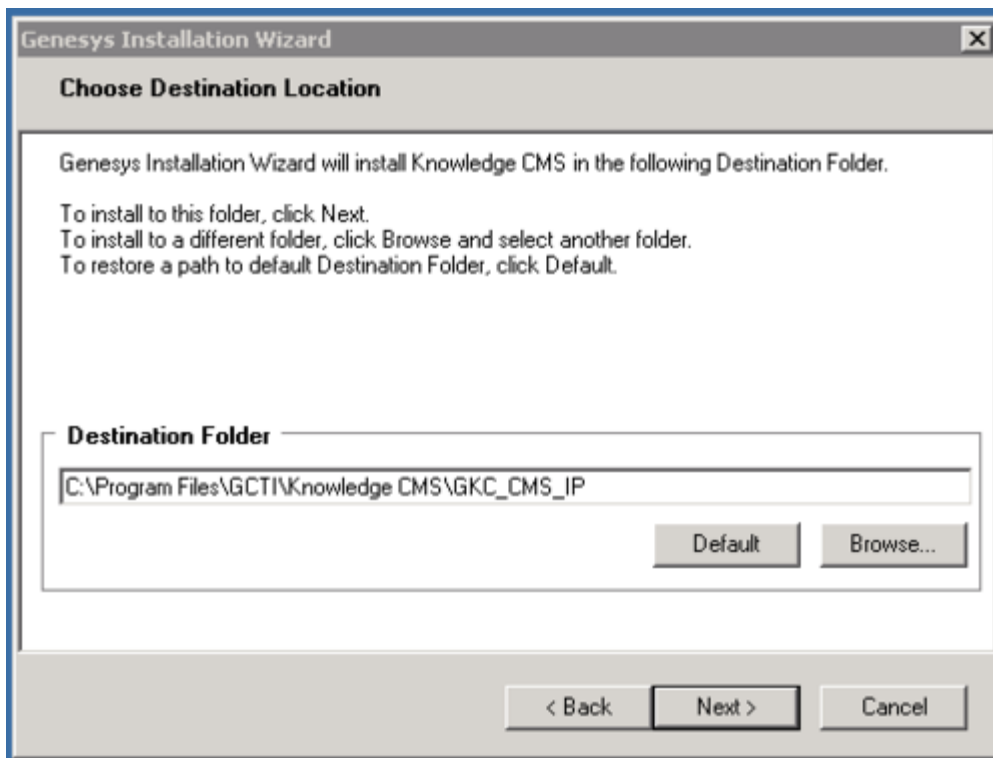 Genesys Installation Wizard
Choose Destination Location
Genesys Installation Wizard will install Knowledge CMS in the following Destination Folder.
To install to this folder, click Next.
To install to a different folder, click Browse and select another folder.
To restore a path to default Destination Folder, click Default.
Destination Folder
C:\Program Files\GCTI\Knowledge CMS\GKC_CMS_IP
Default Browse...
< Back Next > Cancel